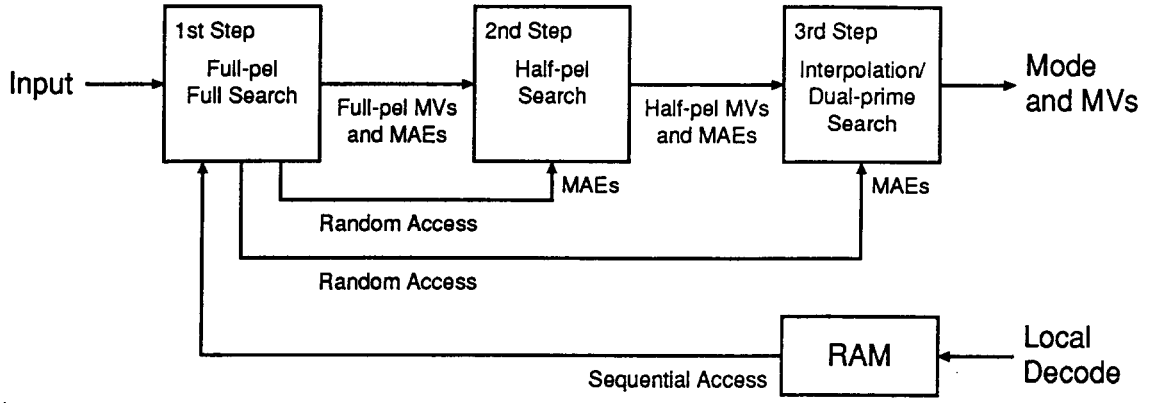 Input
1st Step
Full-pel
Full Search
Full-pel MVs
and MAEs
2nd Step
Half-pel
Search
Half-pel MVs
and MAEs
3rd Step
Interpolation/
Dual-prime
Search
Mode
and MVs
MAEs
MAEs
Random Access
Random Access
RAM
Local
Decode
Sequential Access